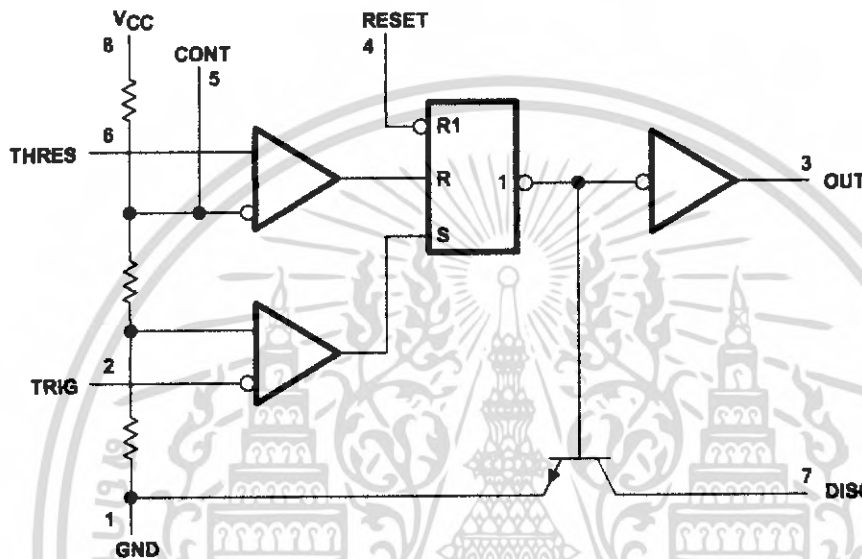 VCC
8
CONT
5
RESET
4
6
THRES
R1
R
1
S
3
OUT
2
TRIG
7
DISC
1
GND